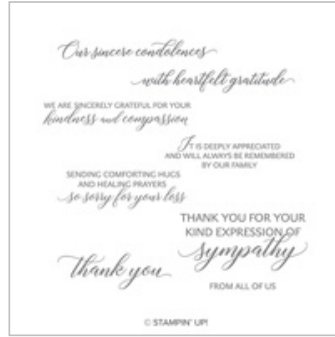 Our sincere condolences
with heartfelt gratitude
WE ARE SINCERELY GRATEFUL FOR YOUR
kindness and compassion
IT IS DEEPLY APPRECIATED
AND WILL ALWAYS BE REMEMBERED
BY OUR FAMILY
SENDING COMFORTING HUGS
AND HEALING PRAYERS
so sorry for your loss
THANK YOU FOR YOUR
KIND EXPRESSION OF
sympathy
thank you
FROM ALL OF US
© STAMPIN' UP!